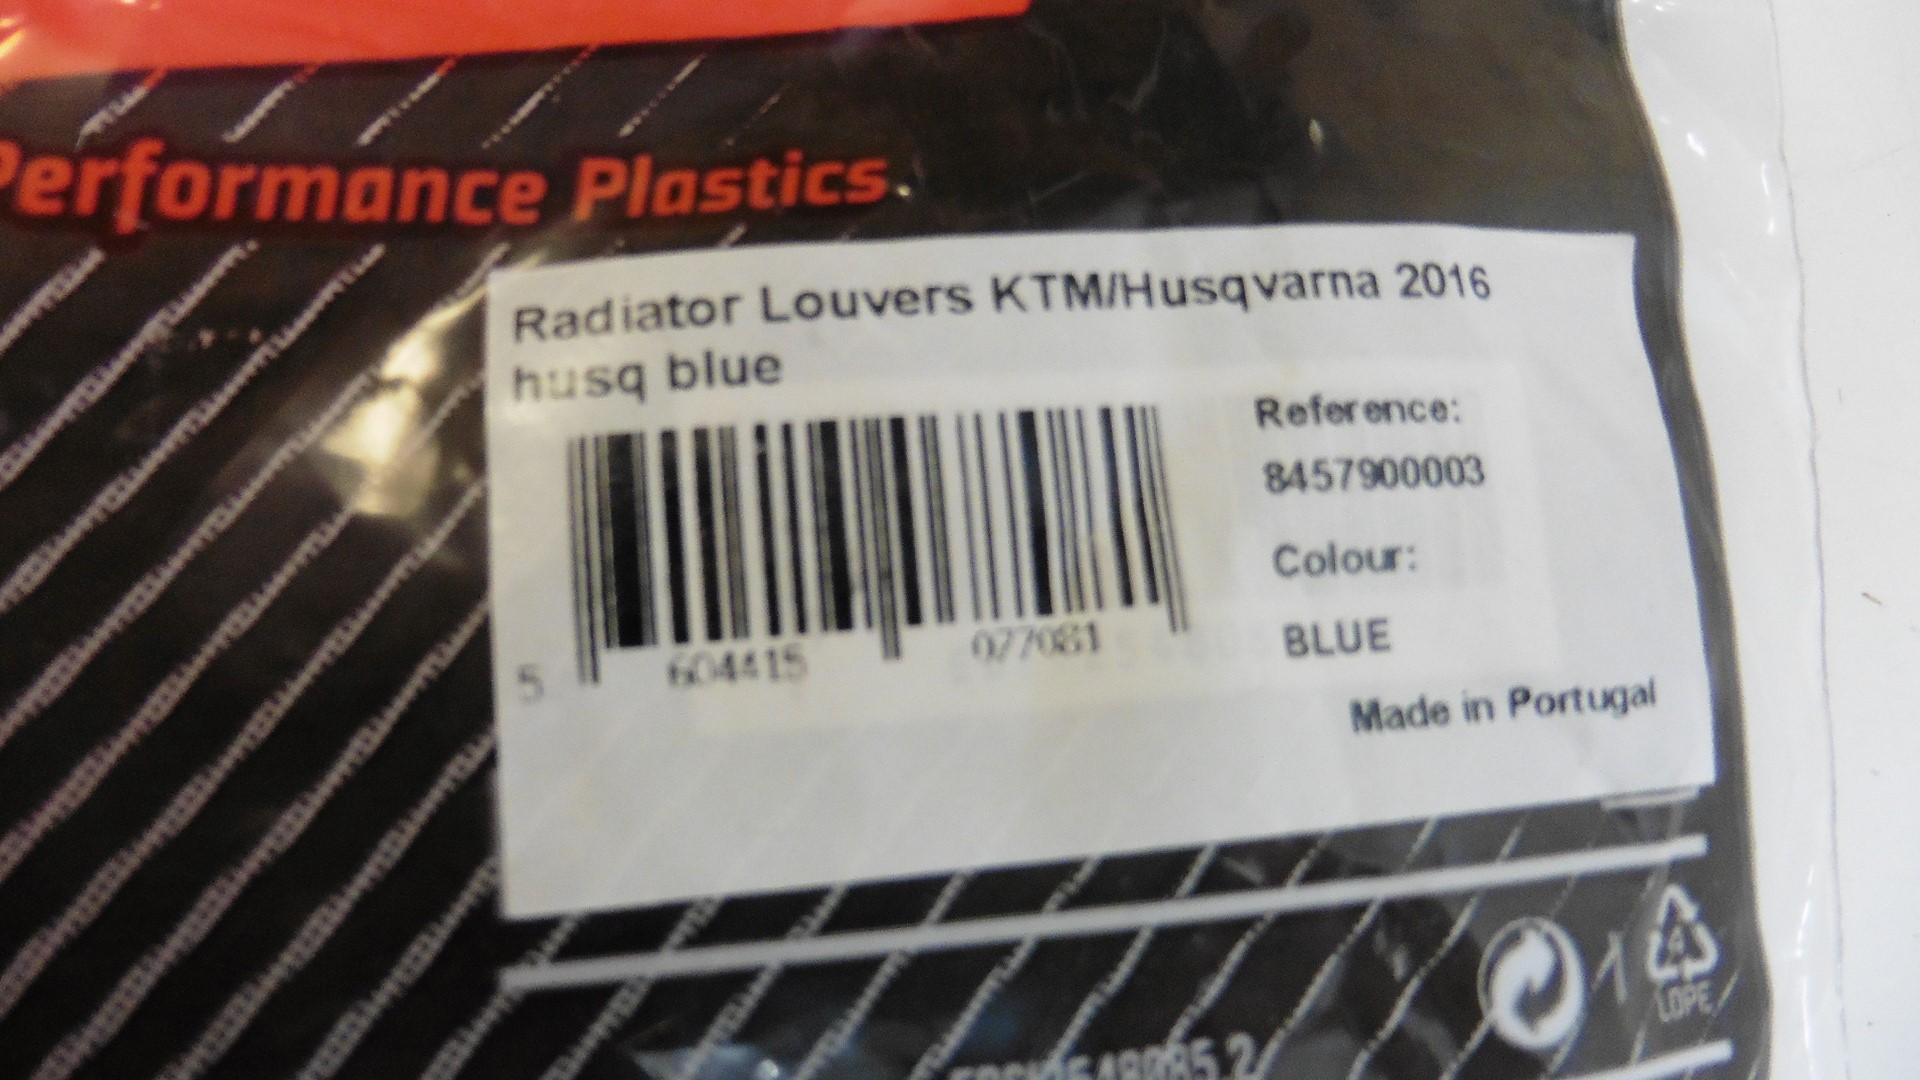 Performance Plastics
Radiator Louvers KTM/Husqvarna 2016
husq blue
Reference:
8457900003
Colour:
BLUE
5 604415 077081
Made in Portugal
4
LDPE